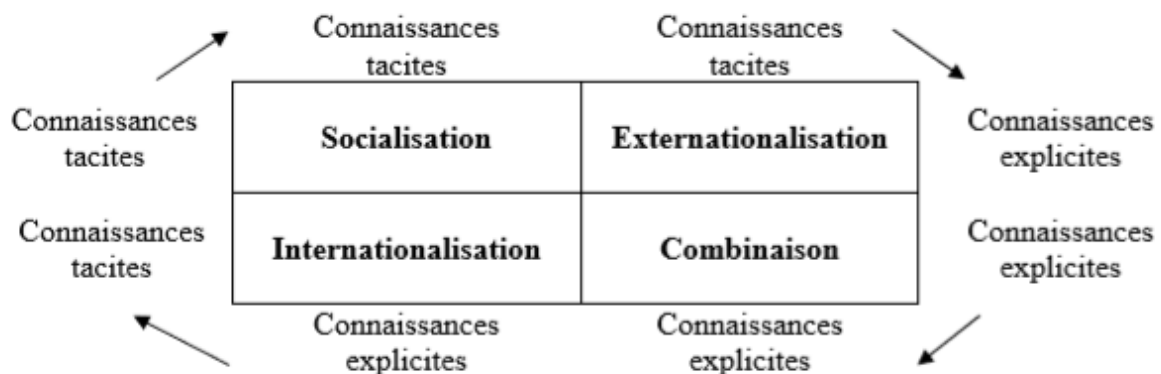 Connaissances
tacites
Connaissances
tacites
Connaissances
tacites
Socialisation
Externationalisation
Connaissances
explicites
Connaissances
tacites
Internationalisation
Combinaison
Connaissances
explicites
Connaissances
explicites
Connaissances
explicites